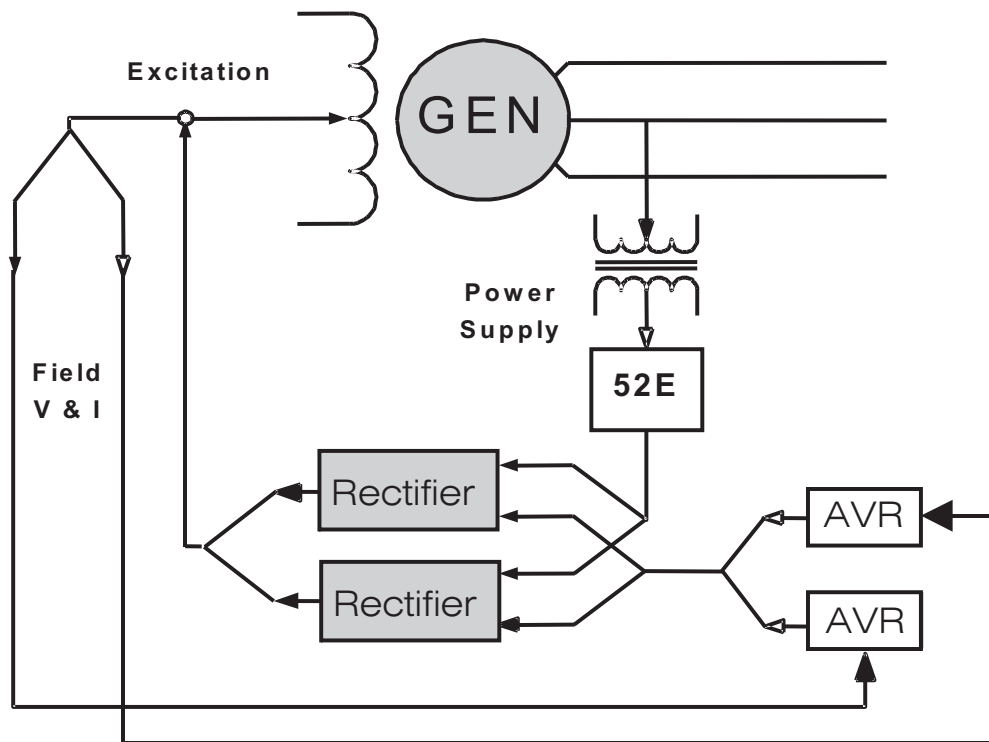 Excitation
GEN
Power
Supply
Field
V & I
52E
Rectifier
AVR
Rectifier
AVR